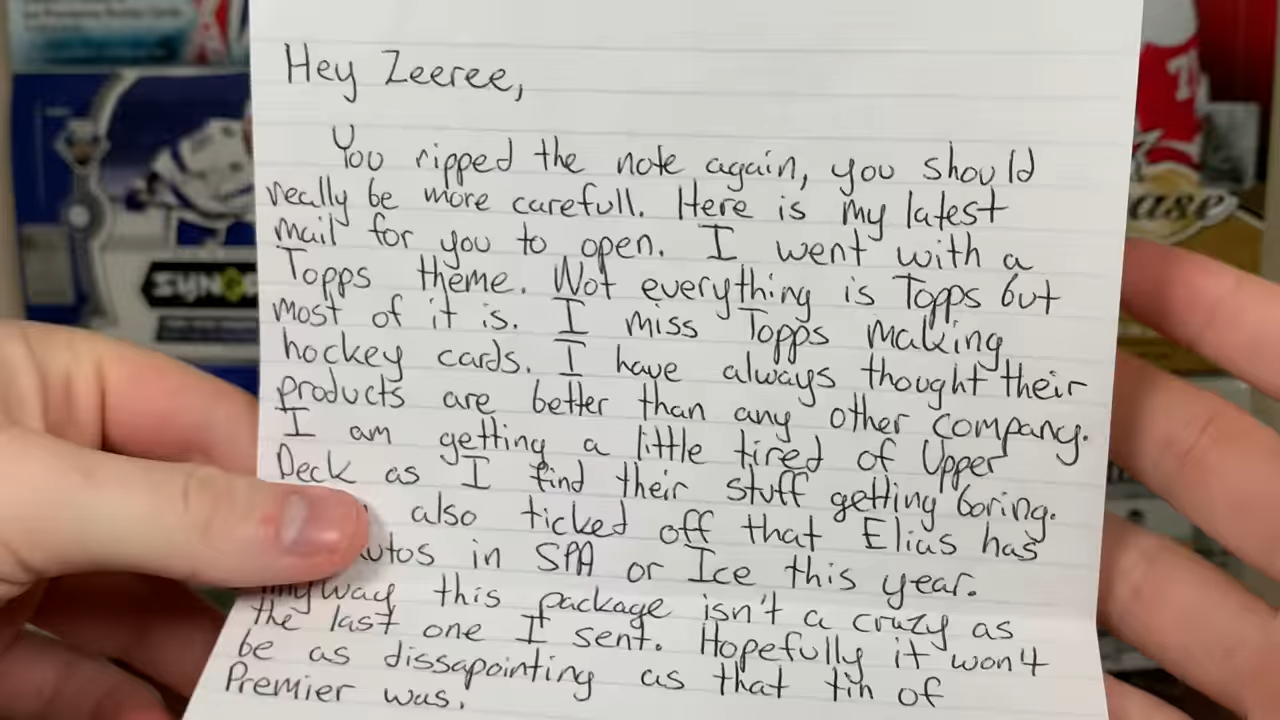 Hey Zeeree,
You ripped the note again, you should
really be more carefull. Here is my latest
mail for you to open. I went with a
Topps theme. Not everything is Topps but
most of it is. I miss Topps making
hockey cards. I have always thought their
products are better than any other company.
I am getting a little tired of Upper
Deck as I find their stuff getting boring.
also ticked off that Elias has
utos in SPA or Ice this year.
nyway this package isn't a crazy as
the last one I sent. Hopefully it won't
be as dissapointing as that tin of
Premier was.
SYN
ase